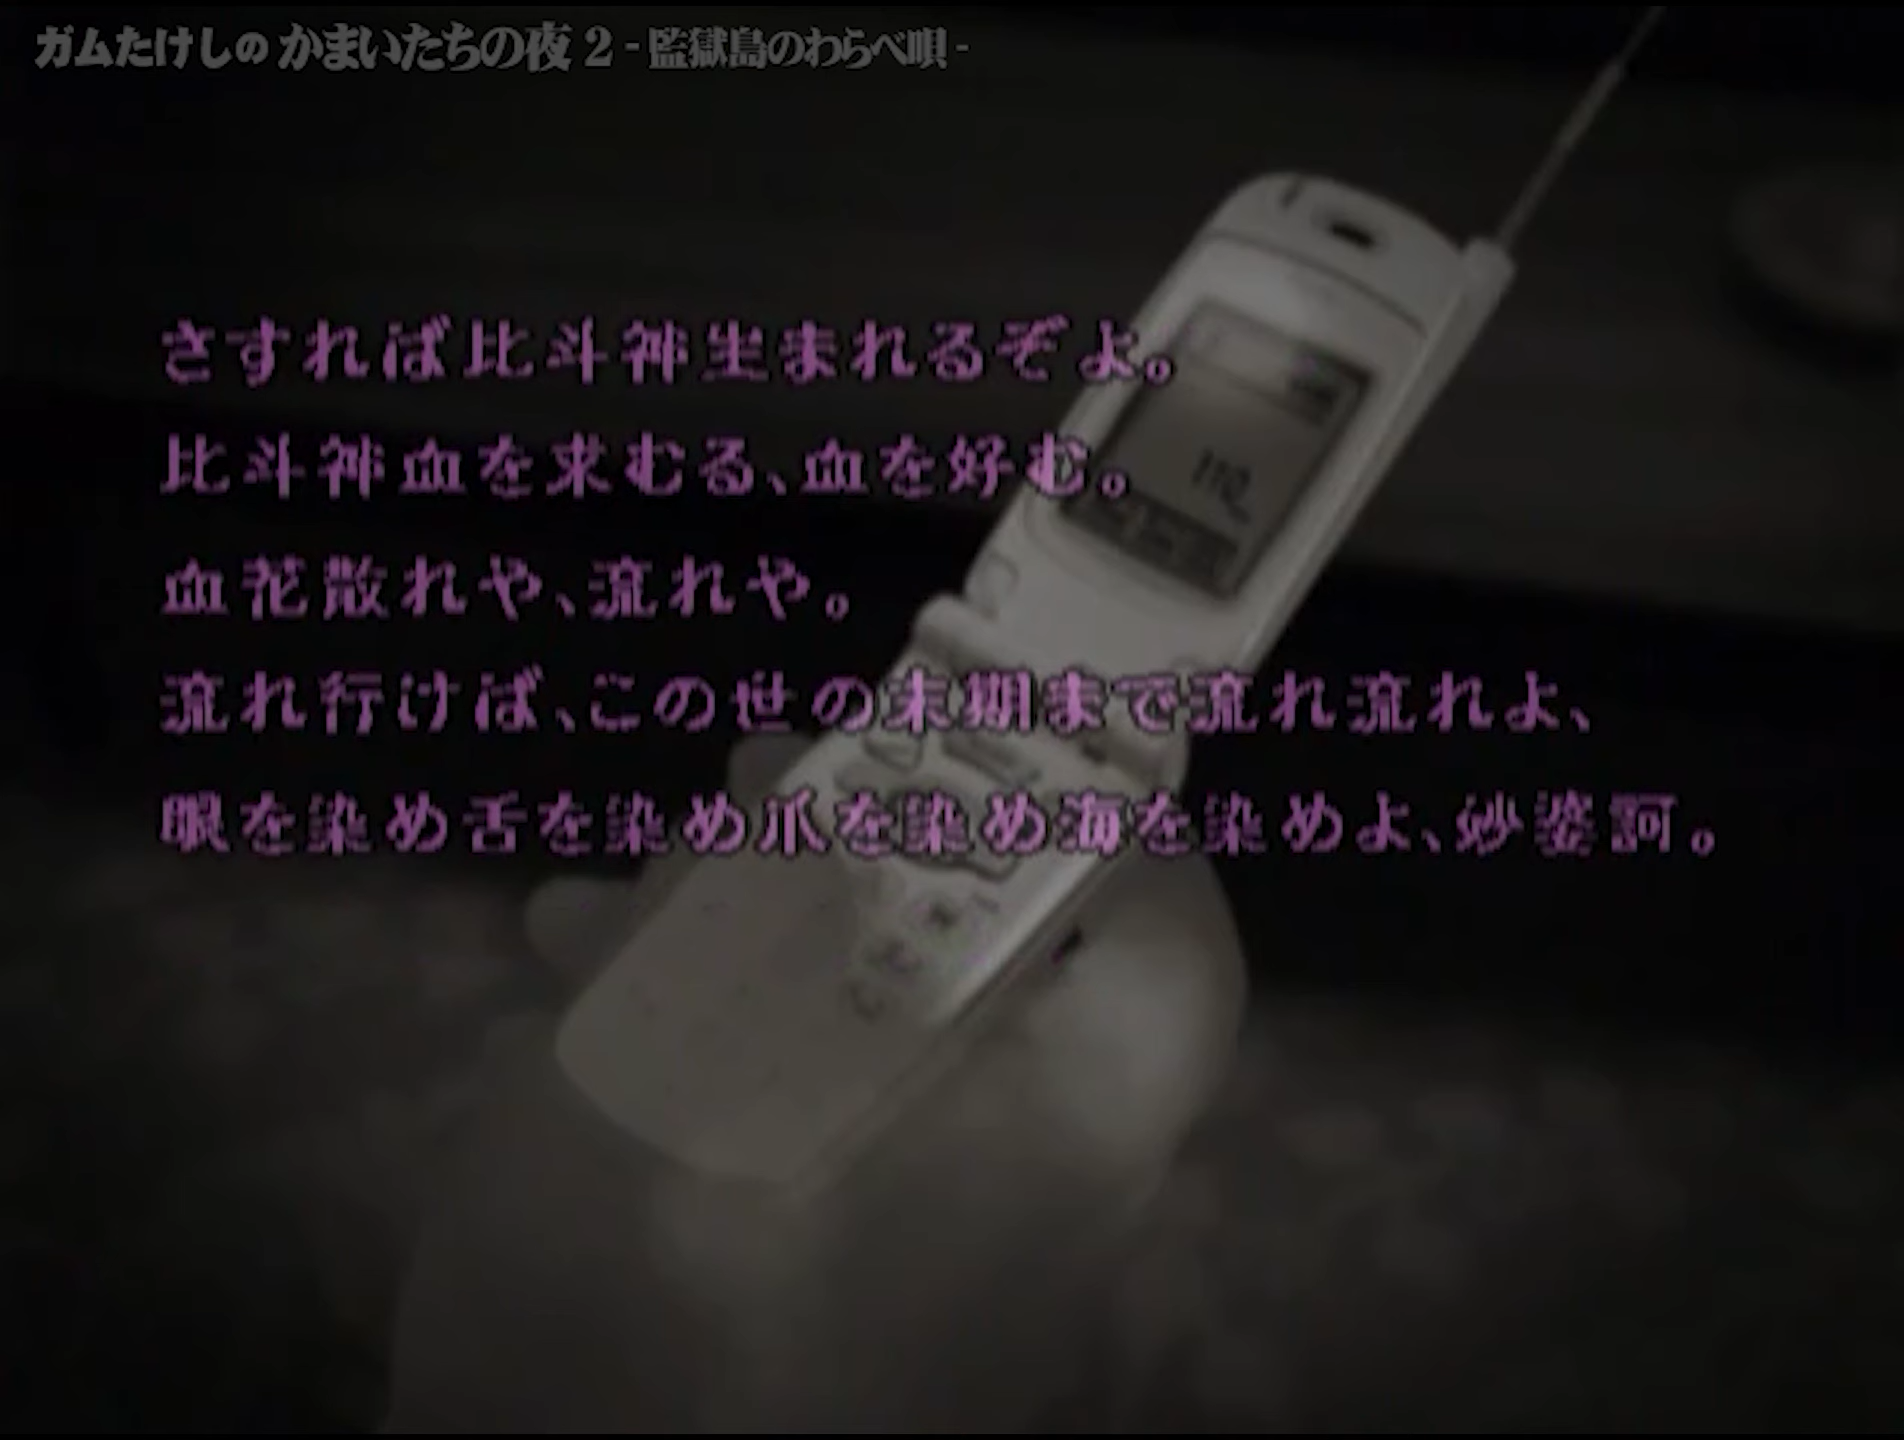 ガムたけしの かまいたちの夜 2 - 監獄島のわらべ唄 -
さすれば比斗神生まれるぞよ。
比斗神血を求むる、血を好む。
血花散れや、流れや。
流れ行けば、この世の末期まで流れ流れよ、
眼を染め舌を染め爪を染め海を染めよ、妙婆訶。
110